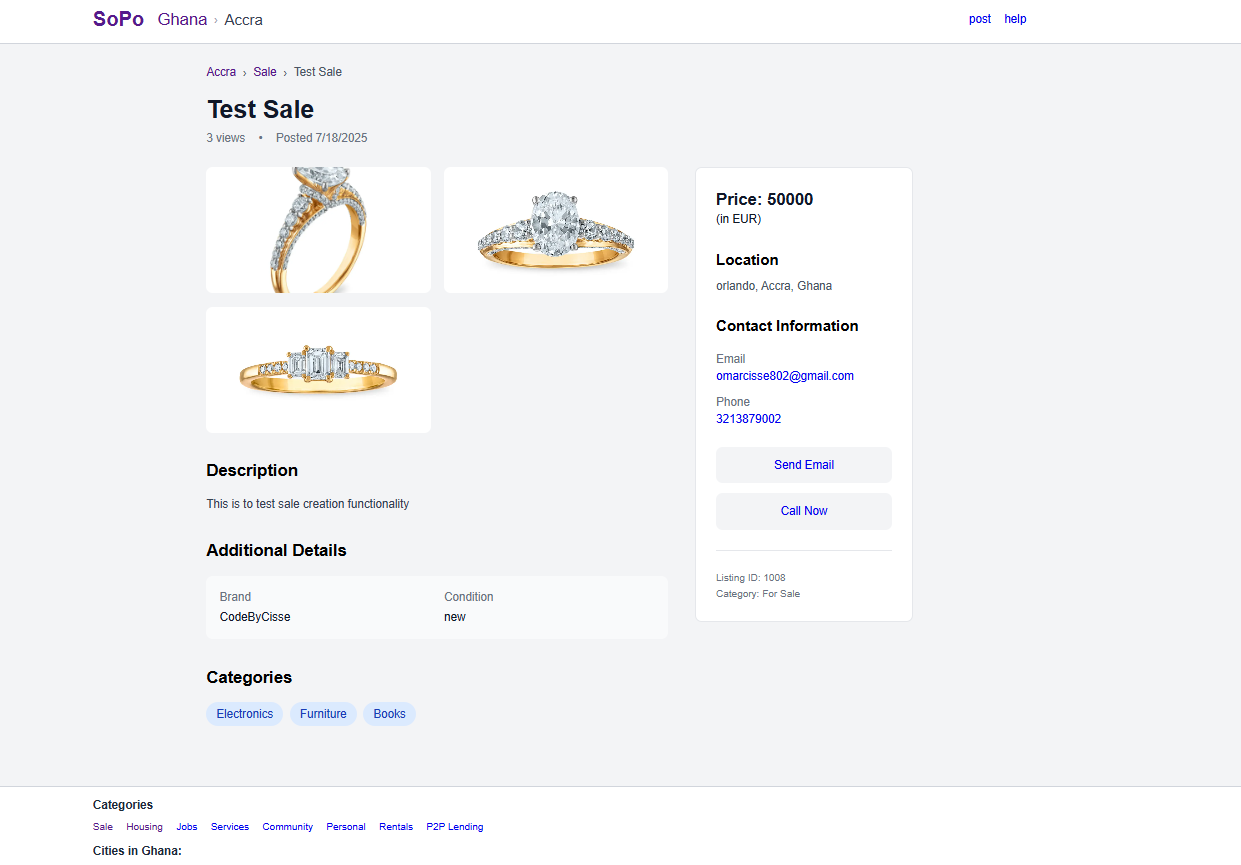 SoPo Ghana › Accra
post help
Accra › Sale › Test Sale
Test Sale
3 views • Posted 7/18/2025
Price: 50000
(in EUR)
Location
orlando, Accra, Ghana
Contact Information
Email
omarcisse802@gmail.com
Phone
3213879002
Send Email
Call Now
Listing ID: 1008
Category: For Sale
Description
This is to test sale creation functionality
Additional Details
Brand
CodeByCisse
Condition
new
Categories
Electronics Furniture Books
Categories
Sale Housing Jobs Services Community Personal Rentals P2P Lending
Cities in Ghana: